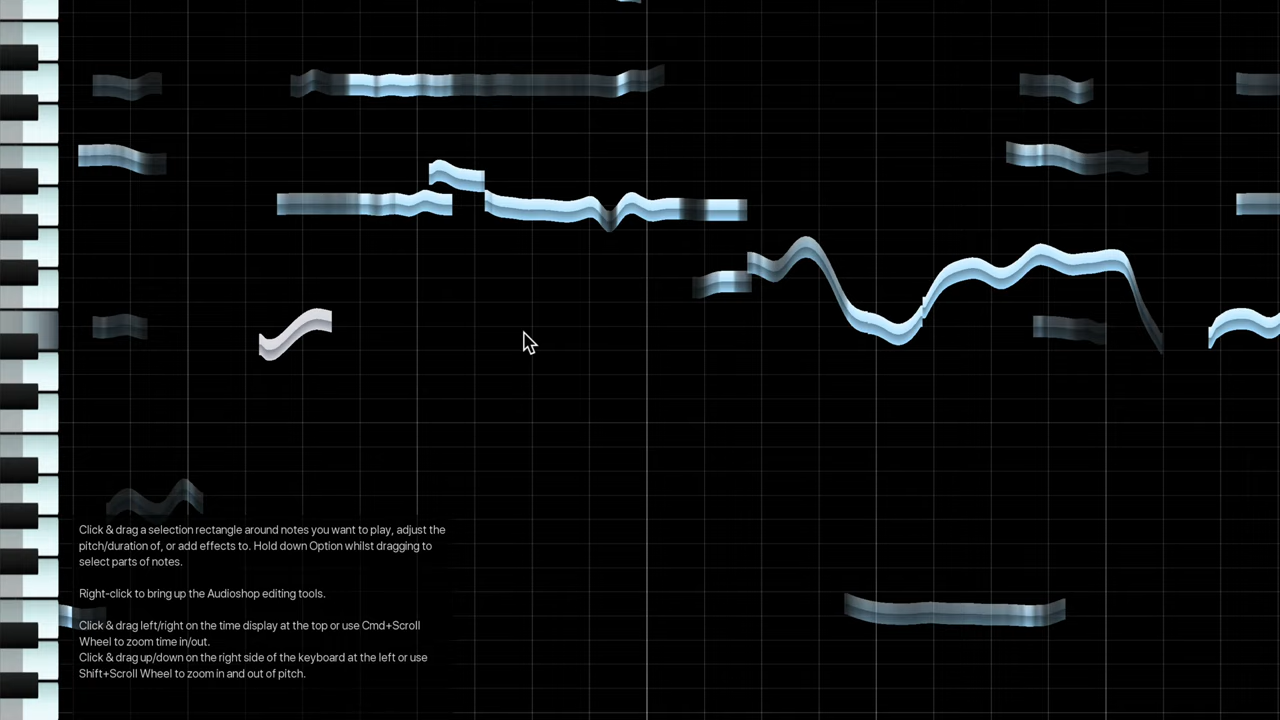 Click & drag a selection rectangle around notes you want to play, adjust the
pitch/duration of, or add effects to. Hold down Option whilst dragging to
select parts of notes.
Right-click to bring up the Audioshop editing tools.
Click & drag left/right on the time display at the top or use Cmd+Scroll
Wheel to zoom time in/out.
Click & drag up/down on the right side of the keyboard at the left or use
Shift+Scroll Wheel to zoom in and out of pitch.